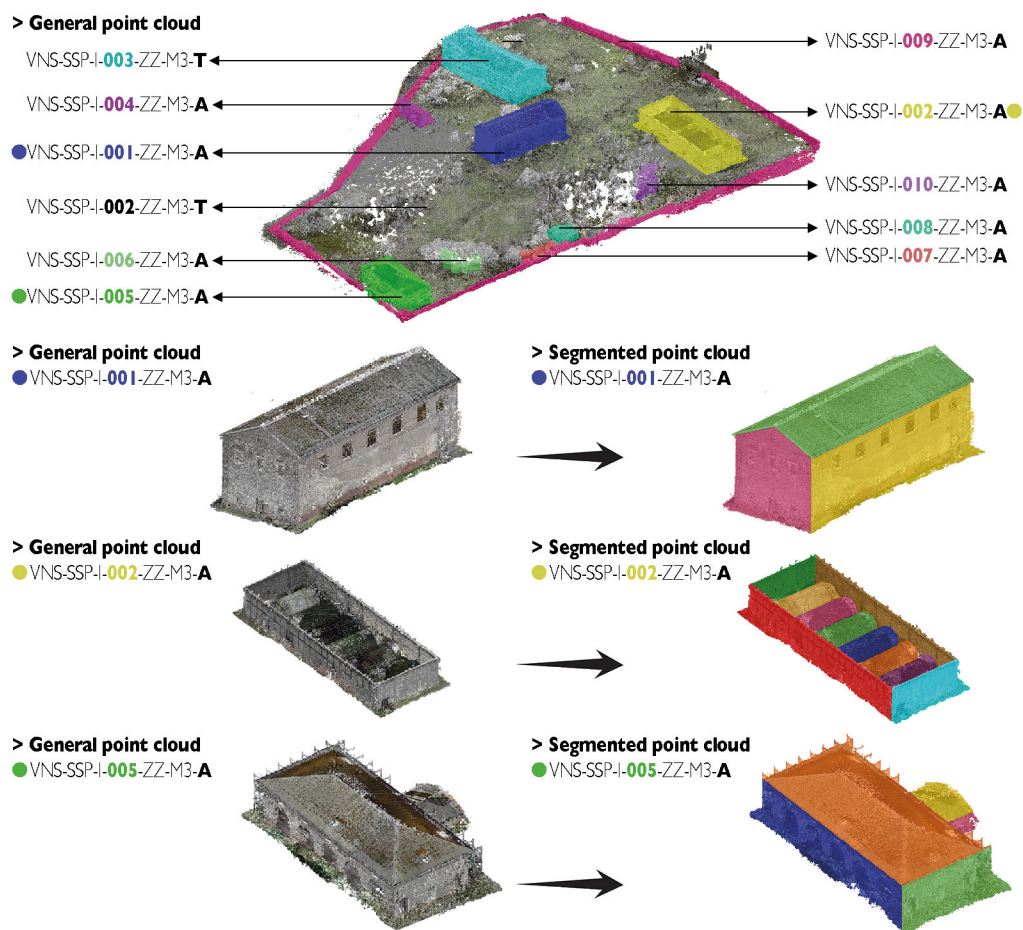 > General point cloud
VNS-SSP-I-003-ZZ-M3-T
VNS-SSP-I-004-ZZ-M3-A
VNS-SSP-I-001-ZZ-M3-A
VNS-SSP-I-002-ZZ-M3-T
VNS-SSP-I-006-ZZ-M3-A
VNS-SSP-I-005-ZZ-M3-A
VNS-SSP-I-009-ZZ-M3-A
VNS-SSP-I-002-ZZ-M3-A
VNS-SSP-I-010-ZZ-M3-A
VNS-SSP-I-008-ZZ-M3-A
VNS-SSP-I-007-ZZ-M3-A
> General point cloud
VNS-SSP-I-001-ZZ-M3-A
> Segmented point cloud
VNS-SSP-I-001-ZZ-M3-A
> General point cloud
VNS-SSP-I-002-ZZ-M3-A
> Segmented point cloud
VNS-SSP-I-002-ZZ-M3-A
> General point cloud
VNS-SSP-I-005-ZZ-M3-A
> Segmented point cloud
VNS-SSP-I-005-ZZ-M3-A